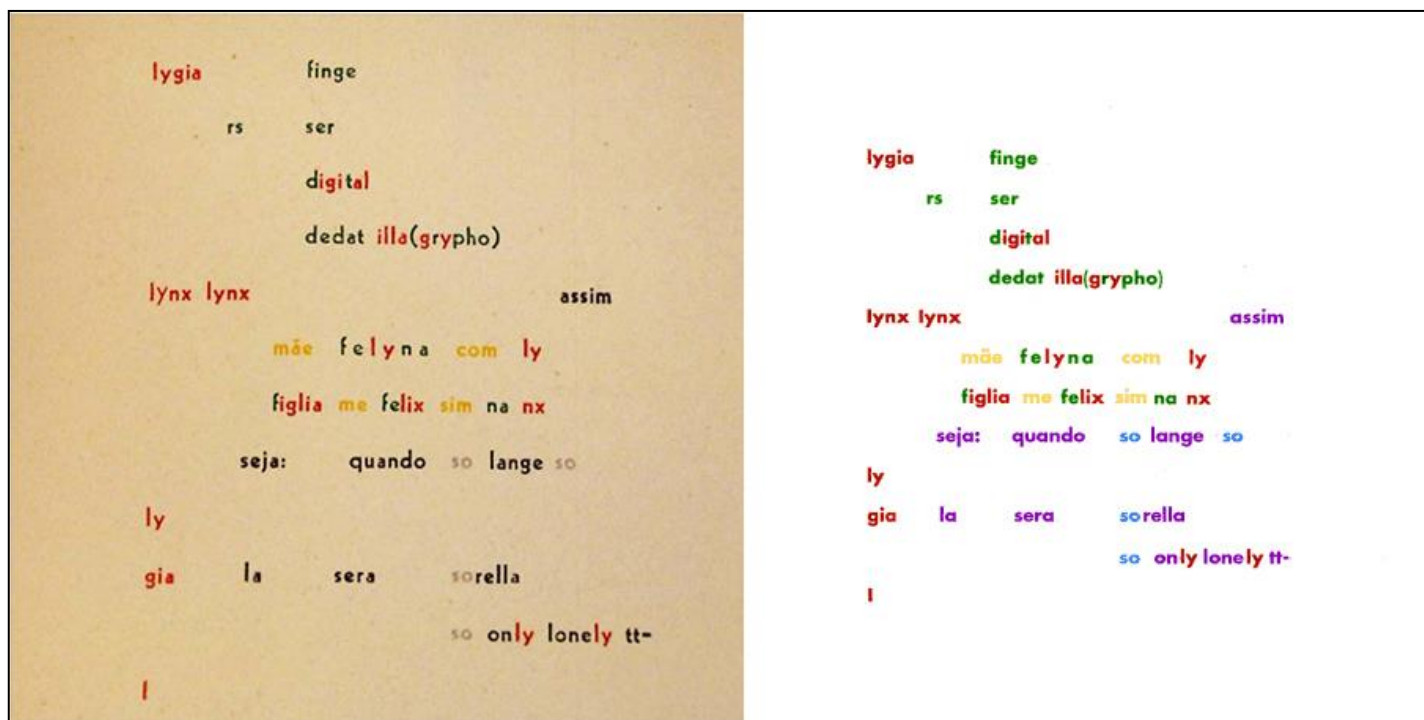 lygia finge
rs ser
digital
dedat illa(grypho)
lynx lynx assim
mãe felyna com ly
figlia me felix sim na nx
seja: quando so lange so
ly
gia la sera sorella
so only lonely tt-
l
lygia finge
rs ser
digital
dedat illa(grypho)
lynx lynx assim
mãe felyna com ly
figlia me felix sim na nx
seja: quando so lange so
ly
gia la sera sorella
so only lonely tt-
l